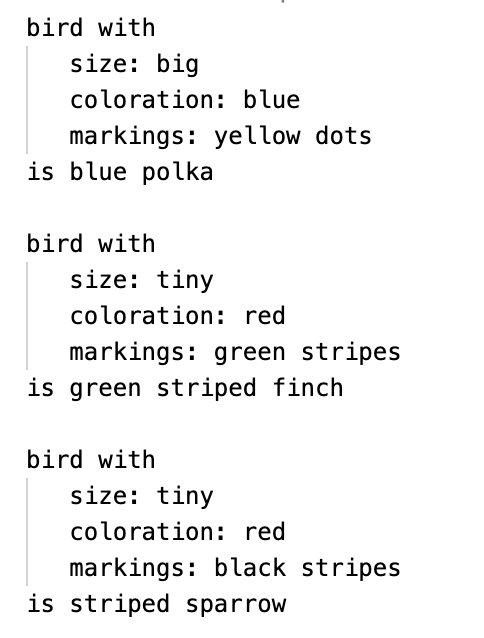 bird with
size: big
coloration: blue
markings: yellow dots
is blue polka
bird with
size: tiny
coloration: red
markings: green stripes
is green striped finch
bird with
size: tiny
coloration: red
markings: black stripes
is striped sparrow